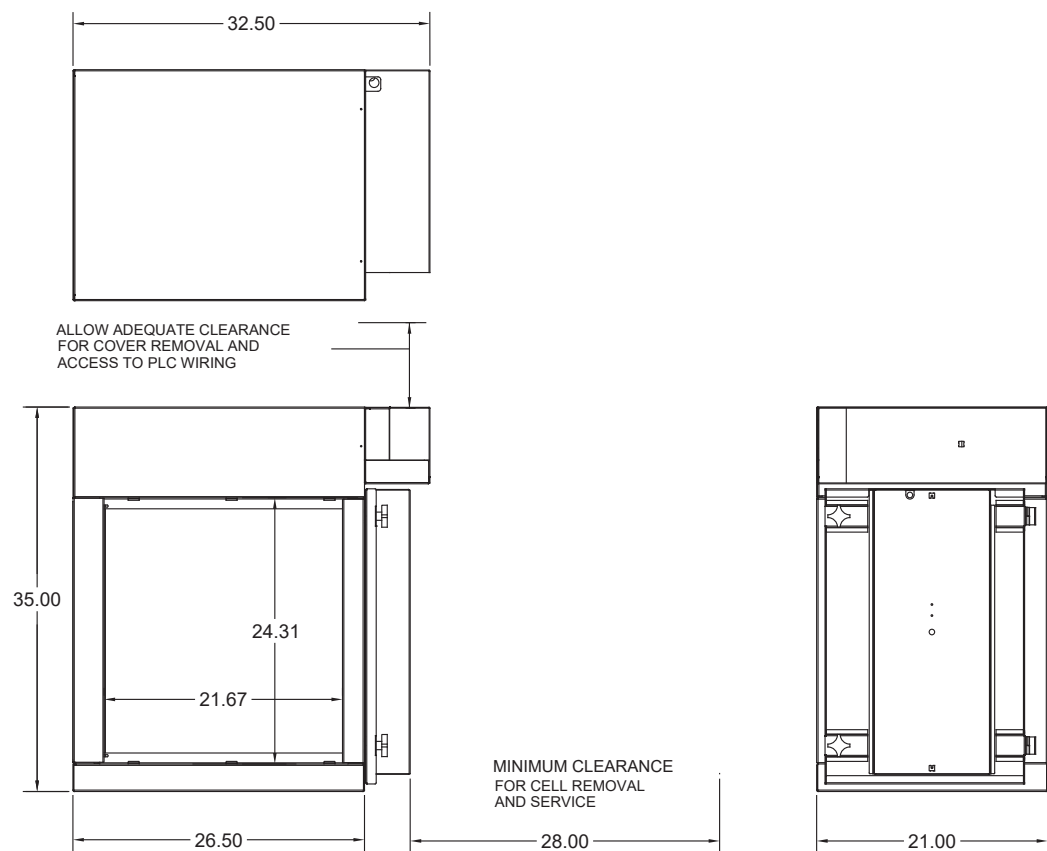 32.50
ALLOW ADEQUATE CLEARANCE
FOR COVER REMOVAL AND
ACCESS TO PLC WIRING
35.00
24.31
21.67
MINIMUM CLEARANCE
FOR CELL REMOVAL
AND SERVICE
26.50
28.00
21.00